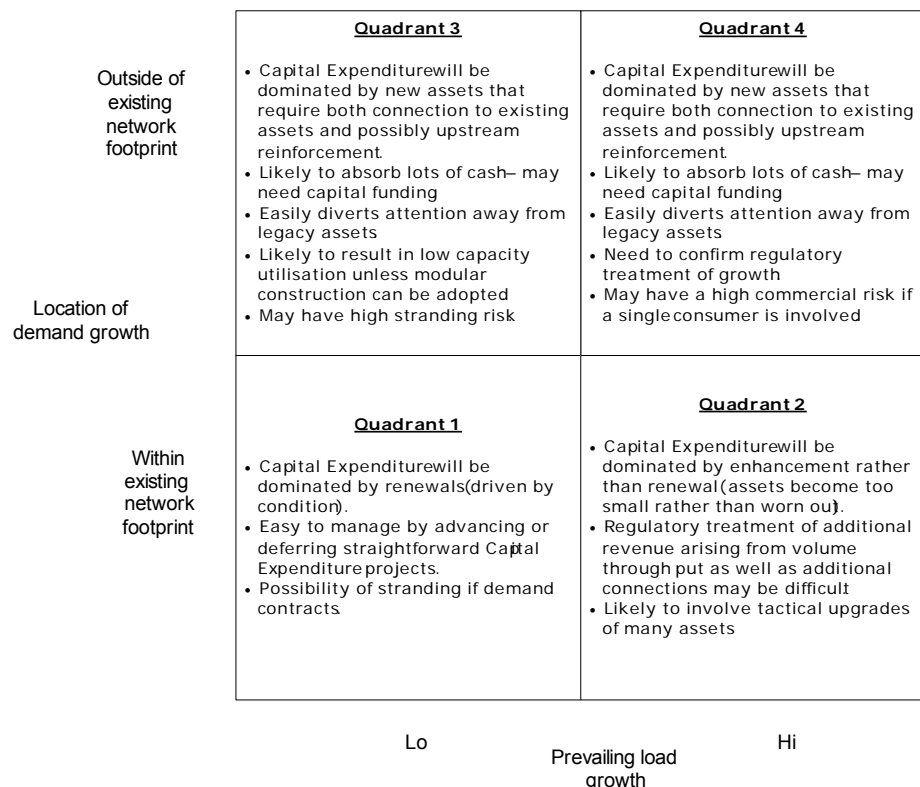 Quadrant 3
• Capital Expenditurewill be
dominated by new assets that
require both connection to existing
assets and possibly upstream
reinforcement.
• Likely to absorb lots of cash– may
need capital funding
• Easily diverts attention away from
legacy assets.
• Likely to result in low capacity
utilisation unless modular
construction can be adopted
• May have high stranding risk.
Quadrant 4
• Capital Expenditurewill be
dominated by new assets that
require both connection to existing
assets and possibly upstream
reinforcement.
• Likely to absorb lots of cash– may
need capital funding
• Easily diverts attention away from
legacy assets.
• Need to confirm regulatory
treatment of growth
• May have a high commercial risk if
a single consumer is involved.
Outside of
existing
network
footprint
Location of
demand growth
Within
existing
network
footprint
Quadrant 1
• Capital Expenditurewill be
dominated by renewals(driven by
condition).
• Easy to manage by advancing or
deferring straightforward Capital
Expenditure projects.
• Possibility of stranding if demand
contracts.
Quadrant 2
• Capital Expenditurewill be
dominated by enhancement rather
than renewal(assets become too
small rather than worn out).
• Regulatory treatment of additional
revenue arising from volume
through put as well as additional
connections may be difficult.
• Likely to involve tactical upgrades
of many assets
Lo
Hi
Prevailing load
growth